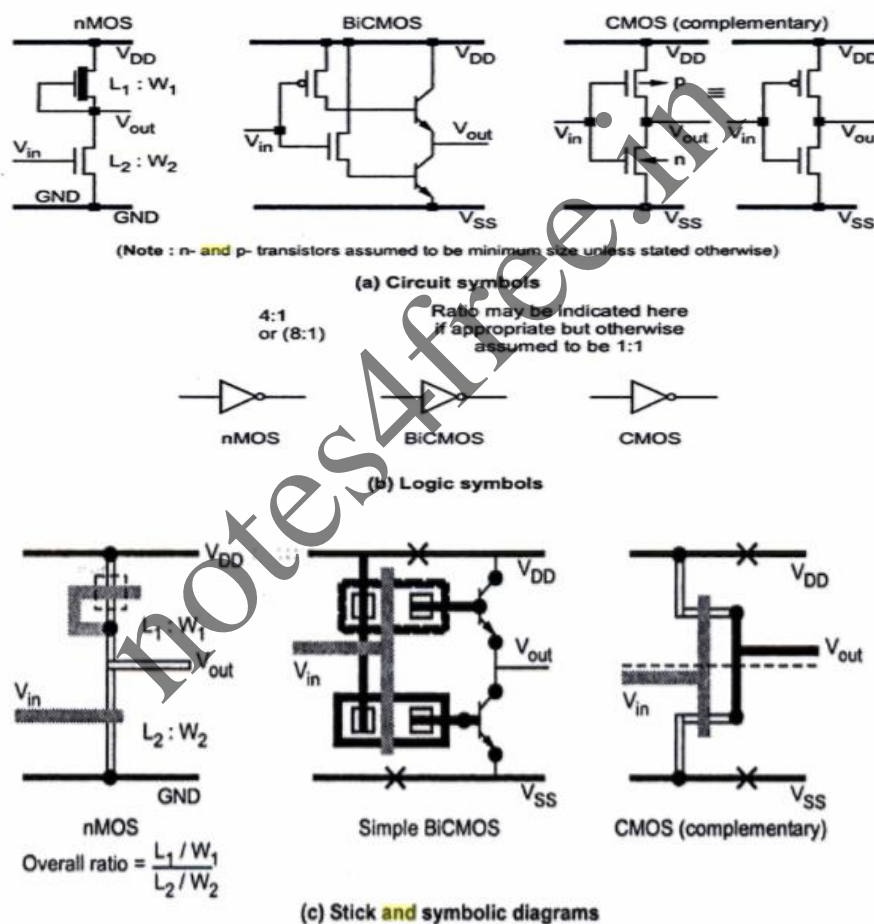 nMOS
BiCMOS
CMOS (complementary)
VDD
L1 : W1
Vout
Vin
L2 : W2
GND
GND
VDD
Vin
Vout
VSS
VDD
p
≡
Vin
Vout
n
VSS
VDD
Vin
Vout
VSS
(Note : n- and p- transistors assumed to be minimum size unless stated otherwise)
(a) Circuit symbols
4:1
or (8:1)
Ratio may be indicated here
if appropriate but otherwise
assumed to be 1:1
nMOS
BiCMOS
CMOS
(b) Logic symbols
VDD
L1 : W1
Vout
Vin
L2 : W2
GND
nMOS
Overall ratio = L1 / W1
L2 / W2
VDD
Vout
Vin
VSS
Simple BiCMOS
VDD
Vout
Vin
VSS
CMOS (complementary)
(c) Stick and symbolic diagrams
notes4free.in